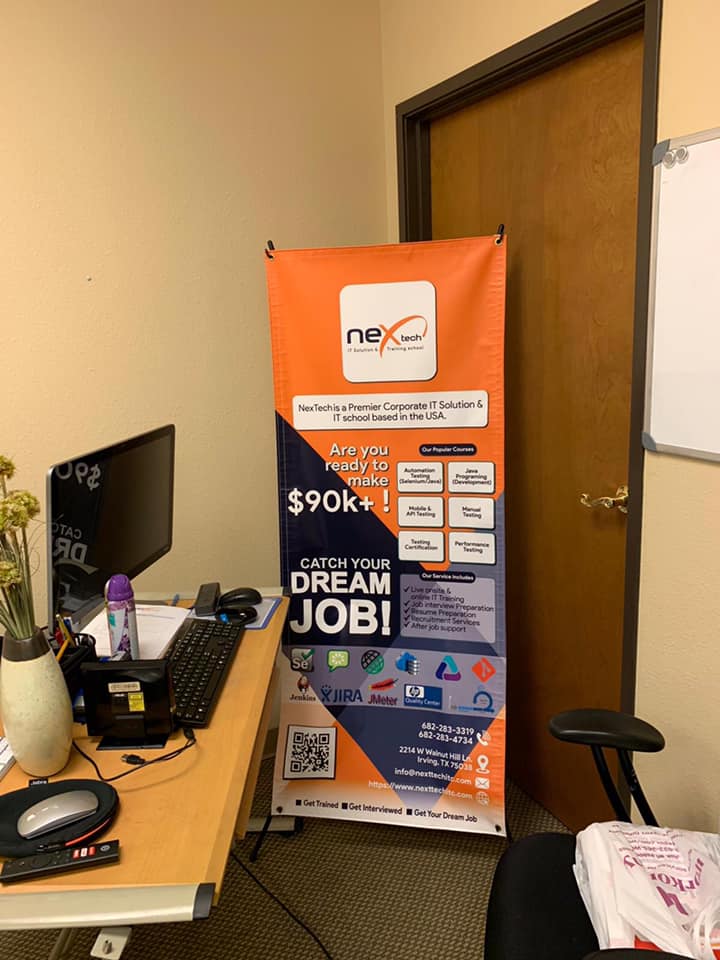 nextech
IT Solution & Training school
NexTech is a Premier Corporate IT Solution &
IT school based in the USA.
Are you
ready to
make
$90k+ !
Our Popular Courses
Automation
Testing
(Selenium/Java)
Java
Programing
(Development)
Mobile &
API Testing
Manual
Testing
Testing
Certification
Performance
Testing
CATCH YOUR
DREAM
JOB!
Our Service Includes
Live onsite &
online IT Training
Job interview Preparation
Resume Preparation
Recruitment Services
After job support
Se
Jenkins
JIRA
JMeter
hp
Quality Center
682-283-3319
682-283-4734
2214 W Walnut Hill Ln.
Irving, TX 75038
info@nexttechitc.com
https://www.nexttechitc.com
Get Trained Get Interviewed Get Your Dream Job
Jabra